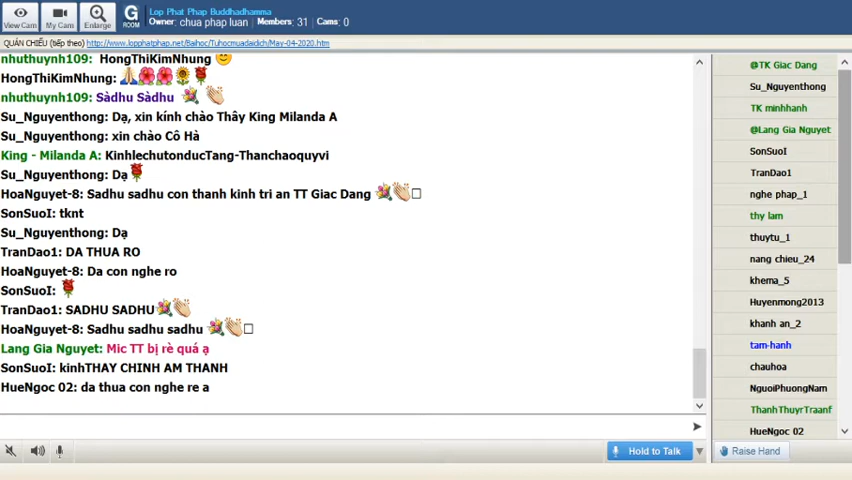 Lop Phat Phap Buddhadhamma
Owner: chua phap luan Members: 31 Cams: 0
View Cam
My Cam
Enlarge
G
ROOM
QUÁN CHIẾU (tiếp theo) http://www.lopphatphap.net/Baihoc/Tuhocmuadaidich/May-04-2020.htm
nhuthuynh109: HongThiKimNhung
HongThiKimNhung:
nhuthuynh109: Sàdhu Sàdhu
Su_Nguyenthong: Dạ, xin kính chào Thây King Milanda A
Su_Nguyenthong: xin chào Cô Hà
King - Milanda A: KinhlechutonducTang-Thanchaoquyvi
Su_Nguyenthong: Dạ
HoaNguyet-8: Sadhu sadhu con thanh kinh tri an TT Giac Dang
SonSuoI: tknt
Su_Nguyenthong: Dạ
TranDao1: DA THUA RO
HoaNguyet-8: Da con nghe ro
SonSuoI:
TranDao1: SADHU SADHU
HoaNguyet-8: Sadhu sadhu sadhu
Lang Gia Nguyet: Mic TT bị rè quá ạ
SonSuoI: kinhTHAY CHINH AM THANH
HueNgoc 02: da thua con nghe re a
@TK Giac Dang
Su_Nguyenthong
TK minhhanh
@Lang Gia Nguyet
SonSuoI
TranDao1
nghe phap_1
thy lam
thuytu_1
nang chieu_24
khema_5
Huyenmong2013
khanh an_2
tam-hanh
chauhoa
NguoiPhuongNam
ThanhThuyrTraanf
HueNgoc 02
Hold to Talk
Raise Hand